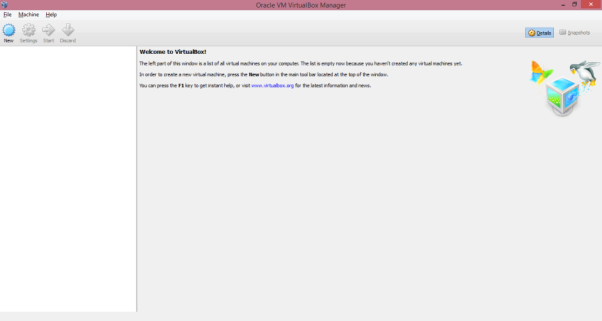 Oracle VM VirtualBox Manager
File Machine Help
New Settings Start Discard
Details Snapshots
Welcome to VirtualBox!
The left part of this window is a list of all virtual machines on your computer. The list is empty now because you haven't created any virtual machines yet.
In order to create a new virtual machine, press the New button in the main tool bar located at the top of the window.
You can press the F1 key to get instant help, or visit www.virtualbox.org for the latest information and news.